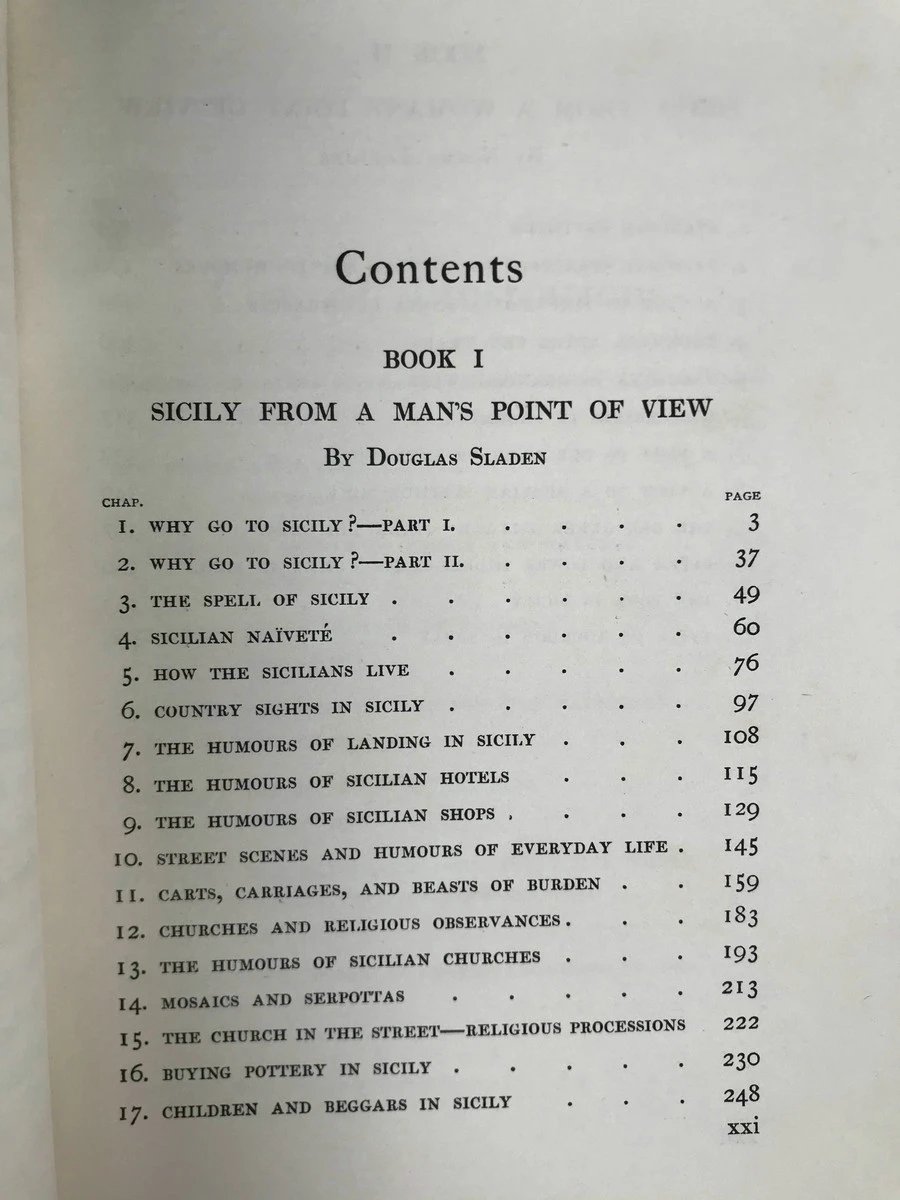 Contents
BOOK I
SICILY FROM A MAN'S POINT OF VIEW
BY DOUGLAS SLADEN
CHAP. PAGE
1. WHY GO TO SICILY?—PART I. . . . . . 3
2. WHY GO TO SICILY?—PART II. . . . . 37
3. THE SPELL OF SICILY . . . . . . 49
4. SICILIAN NAÏVETÉ . . . . . . 60
5. HOW THE SICILIANS LIVE . . . . . 76
6. COUNTRY SIGHTS IN SICILY . . . . . 97
7. THE HUMOURS OF LANDING IN SICILY . . . 108
8. THE HUMOURS OF SICILIAN HOTELS . . . 115
9. THE HUMOURS OF SICILIAN SHOPS . . . . 129
10. STREET SCENES AND HUMOURS OF EVERYDAY LIFE . 145
11. CARTS, CARRIAGES, AND BEASTS OF BURDEN . . 159
12. CHURCHES AND RELIGIOUS OBSERVANCES . . . 183
13. THE HUMOURS OF SICILIAN CHURCHES . . . 193
14. MOSAICS AND SERPOTTAS . . . . . 213
15. THE CHURCH IN THE STREET—RELIGIOUS PROCESSIONS 222
16. BUYING POTTERY IN SICILY . . . . . 230
17. CHILDREN AND BEGGARS IN SICILY . . . 248
xxi